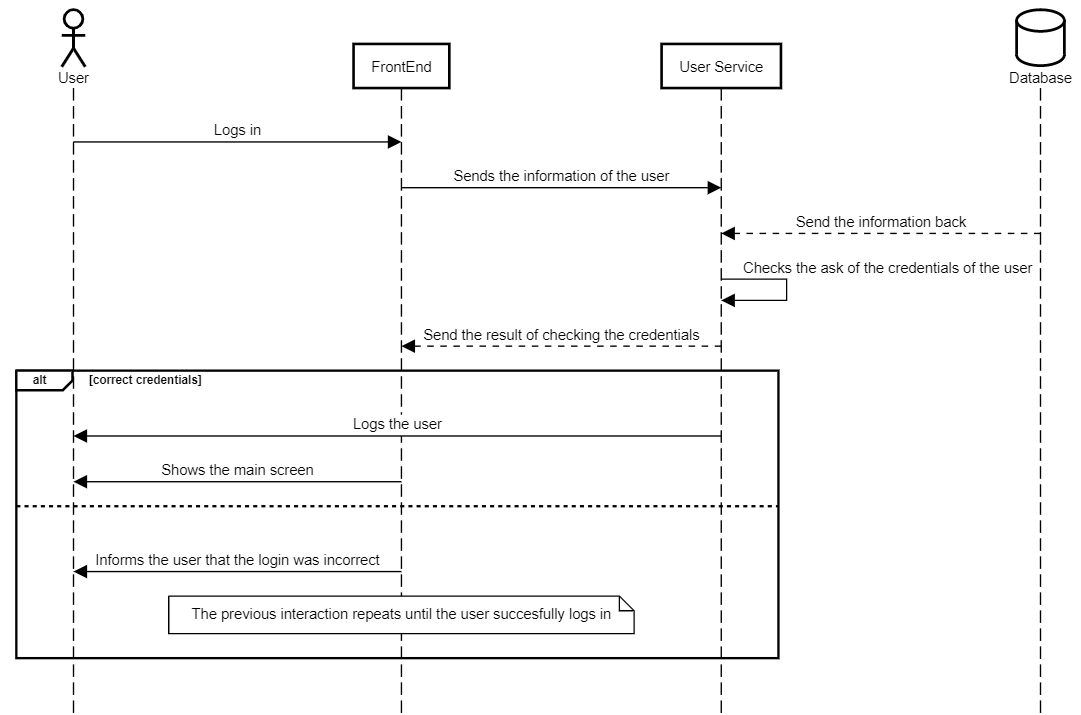 User
FrontEnd
User Service
Database
Logs in
Sends the information of the user
Send the information back
Checks the ask of the credentials of the user
Send the result of checking the credentials
alt
[correct credentials]
Logs the user
Shows the main screen
Informs the user that the login was incorrect
The previous interaction repeats until the user succesfully logs in